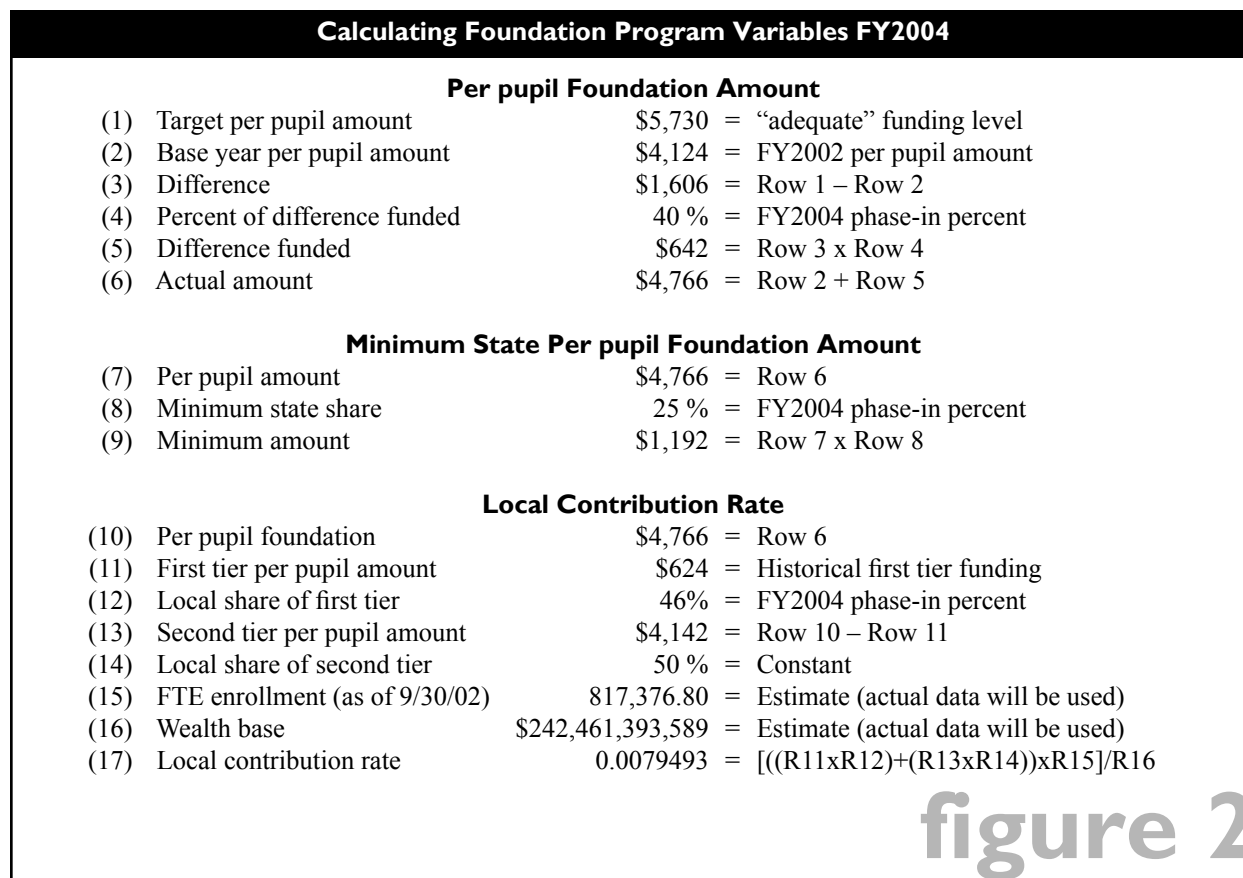 Calculating Foundation Program Variables FY2004
Per pupil Foundation Amount
(1) Target per pupil amount $5,730 = “adequate” funding level
(2) Base year per pupil amount $4,124 = FY2002 per pupil amount
(3) Difference $1,606 = Row 1 – Row 2
(4) Percent of difference funded 40 % = FY2004 phase-in percent
(5) Difference funded $642 = Row 3 x Row 4
(6) Actual amount $4,766 = Row 2 + Row 5
Minimum State Per pupil Foundation Amount
(7) Per pupil amount $4,766 = Row 6
(8) Minimum state share 25 % = FY2004 phase-in percent
(9) Minimum amount $1,192 = Row 7 x Row 8
Local Contribution Rate
(10) Per pupil foundation $4,766 = Row 6
(11) First tier per pupil amount $624 = Historical first tier funding
(12) Local share of first tier 46% = FY2004 phase-in percent
(13) Second tier per pupil amount $4,142 = Row 10 – Row 11
(14) Local share of second tier 50 % = Constant
(15) FTE enrollment (as of 9/30/02) 817,376.80 = Estimate (actual data will be used)
(16) Wealth base $242,461,393,589 = Estimate (actual data will be used)
(17) Local contribution rate 0.0079493 = [((R11xR12)+(R13xR14))xR15]/R16
figure 2